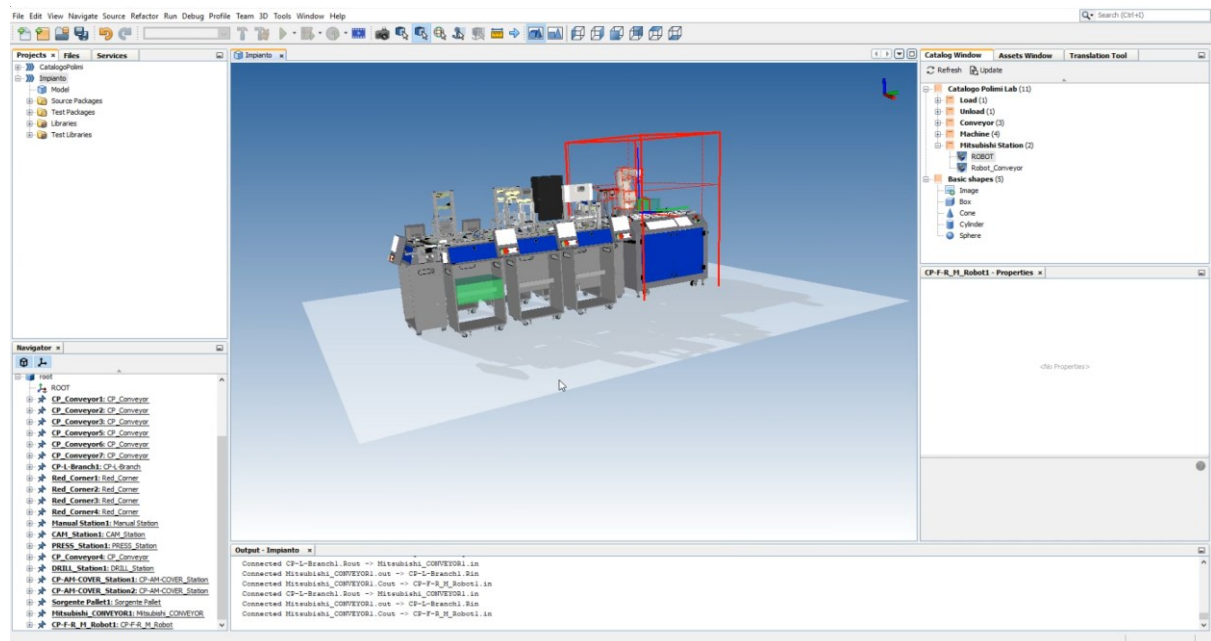 File Edit View Navigate Source Refactor Run Debug Profile Team 3D Tools Window Help
Search (Ctrl+I)
Projects Files Services
CatalogoPolimi
Impianto
Model
Source Packages
Test Packages
Libraries
Test Libraries
Navigator
root
ROOT
CP_Conveyor1: CP_Conveyor
CP_Conveyor2: CP_Conveyor
CP_Conveyor3: CP_Conveyor
CP_Conveyor5: CP_Conveyor
CP_Conveyor6: CP_Conveyor
CP_Conveyor7: CP_Conveyor
CP-L-Branch1: CP-L-Branch
Red_Corner1: Red_Corner
Red_Corner2: Red_Corner
Red_Corner3: Red_Corner
Red_Corner4: Red_Corner
Manual Station1: Manual Station
CAM_Station1: CAM_Station
PRESS_Station1: PRESS_Station
CP_Conveyor4: CP_Conveyor
DRILL_Station1: DRILL_Station
CP-AM-COVER_Station1: CP-AM-COVER_Station
CP-AM-COVER_Station2: CP-AM-COVER_Station
Sorgente Pallet1: Sorgente Pallet
Mitsubishi_CONVEYOR1: Mitsubishi_CONVEYOR
CP-F-R_M_Robot1: CP-F-R_M_Robot
Impianto
Output - Impianto
Connected CP-L-Branch1.Rout -> Mitsubishi_CONVEYOR1.in
Connected Mitsubishi_CONVEYOR1.out -> CP-L-Branch1.Rin
Connected Mitsubishi_CONVEYOR1.Cout -> CP-F-R_M_Robot1.in
Connected CP-L-Branch1.Rout -> Mitsubishi_CONVEYOR1.in
Connected Mitsubishi_CONVEYOR1.out -> CP-L-Branch1.Rin
Connected Mitsubishi_CONVEYOR1.Cout -> CP-F-R_M_Robot1.in
Catalog Window Assets Window Translation Tool
Refresh Update
Catalogo Polimi Lab (11)
Load (1)
Unload (1)
Conveyor (3)
Machine (4)
Mitsubishi Station (2)
ROBOT
Robot_Conveyor
Basic shapes (5)
Image
Box
Cone
Cylinder
Sphere
CP-F-R_M_Robot1 - Properties
<No Properties>